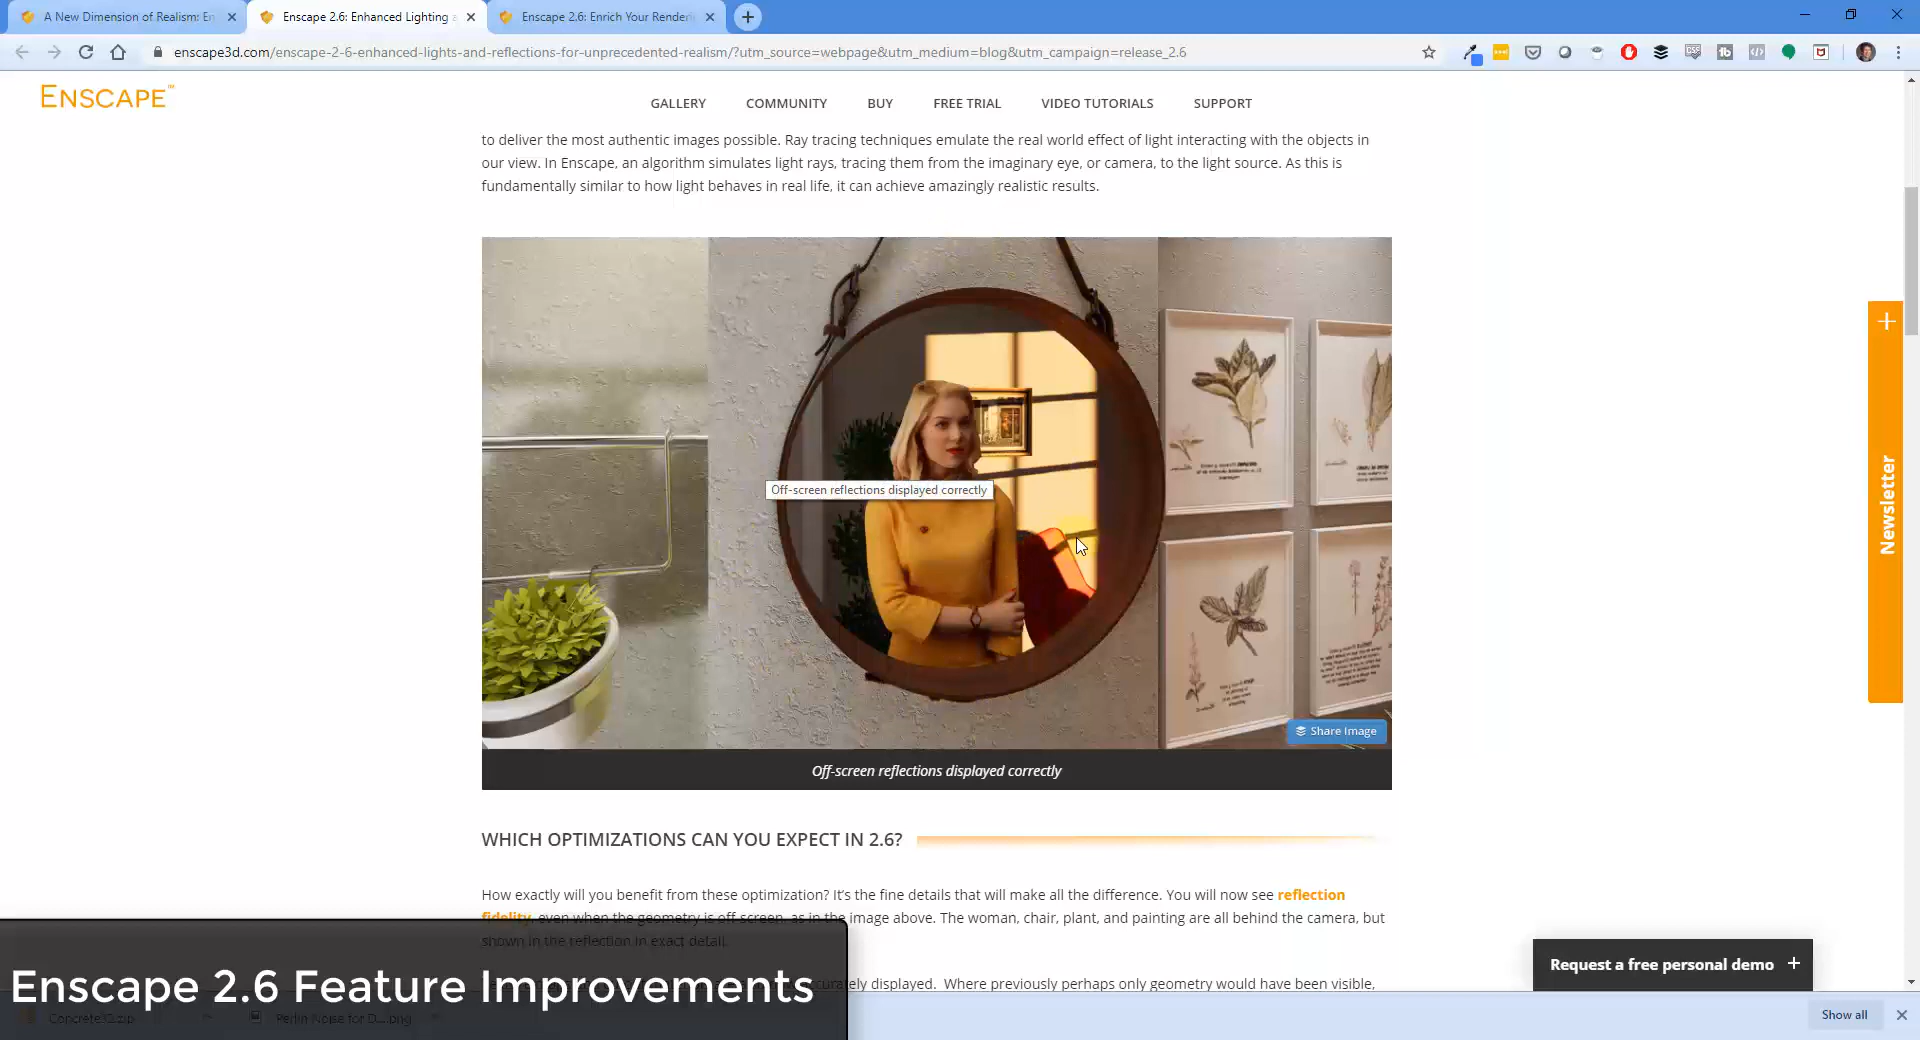 A New Dimension of Realism: En
Enscape 2.6: Enhanced Lighting a
Enscape 2.6: Enrich Your Renderin
enscape3d.com/enscape-2-6-enhanced-lights-and-reflections-for-unprecedented-realism/?utm_source=webpage&utm_medium=blog&utm_campaign=release_2.6
ENSCAPE™
GALLERY COMMUNITY BUY FREE TRIAL VIDEO TUTORIALS SUPPORT
to deliver the most authentic images possible. Ray tracing techniques emulate the real world effect of light interacting with the objects in
our view. In Enscape, an algorithm simulates light rays, tracing them from the imaginary eye, or camera, to the light source. As this is
fundamentally similar to how light behaves in real life, it can achieve amazingly realistic results.
Off-screen reflections displayed correctly
Newsletter
Share Image
Off-screen reflections displayed correctly
WHICH OPTIMIZATIONS CAN YOU EXPECT IN 2.6?
How exactly will you benefit from these optimization? It's the fine details that will make all the difference. You will now see reflection
fidelity, even when the geometry is off screen, as in the image above. The woman, chair, plant, and painting are all behind the camera, but
shown in the reflection in exact detail.
Request a free personal demo
ely displayed. Where previously perhaps only geometry would have been visible,
Enscape 2.6 Feature Improvements
Perlin Noise for D....png
Show all